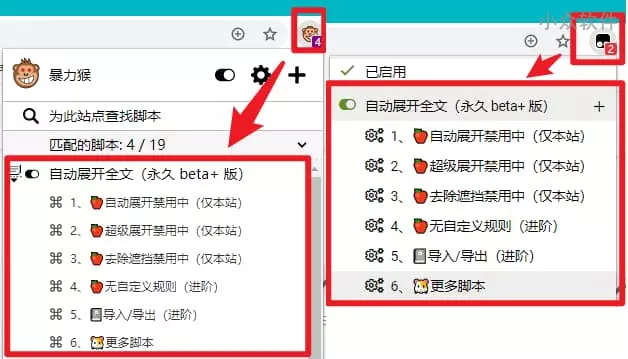 小众软件
4
2
暴力猴
为此站点查找脚本
匹配的脚本: 4 / 19
自动展开全文（永久 beta+ 版）
1、🍎自动展开禁用中（仅本站）
2、🍎超级展开禁用中（仅本站）
3、🍎去除遮挡禁用中（仅本站）
4、🍎无自定义规则（进阶）
5、📓导入/导出（进阶）
6、🐹更多脚本
已启用
自动展开全文（永久 beta+ 版）
1、🍎自动展开禁用中（仅本站）
2、🍎超级展开禁用中（仅本站）
3、🍎去除遮挡禁用中（仅本站）
4、🍎无自定义规则（进阶）
5、📓导入/导出（进阶）
6、🐹更多脚本